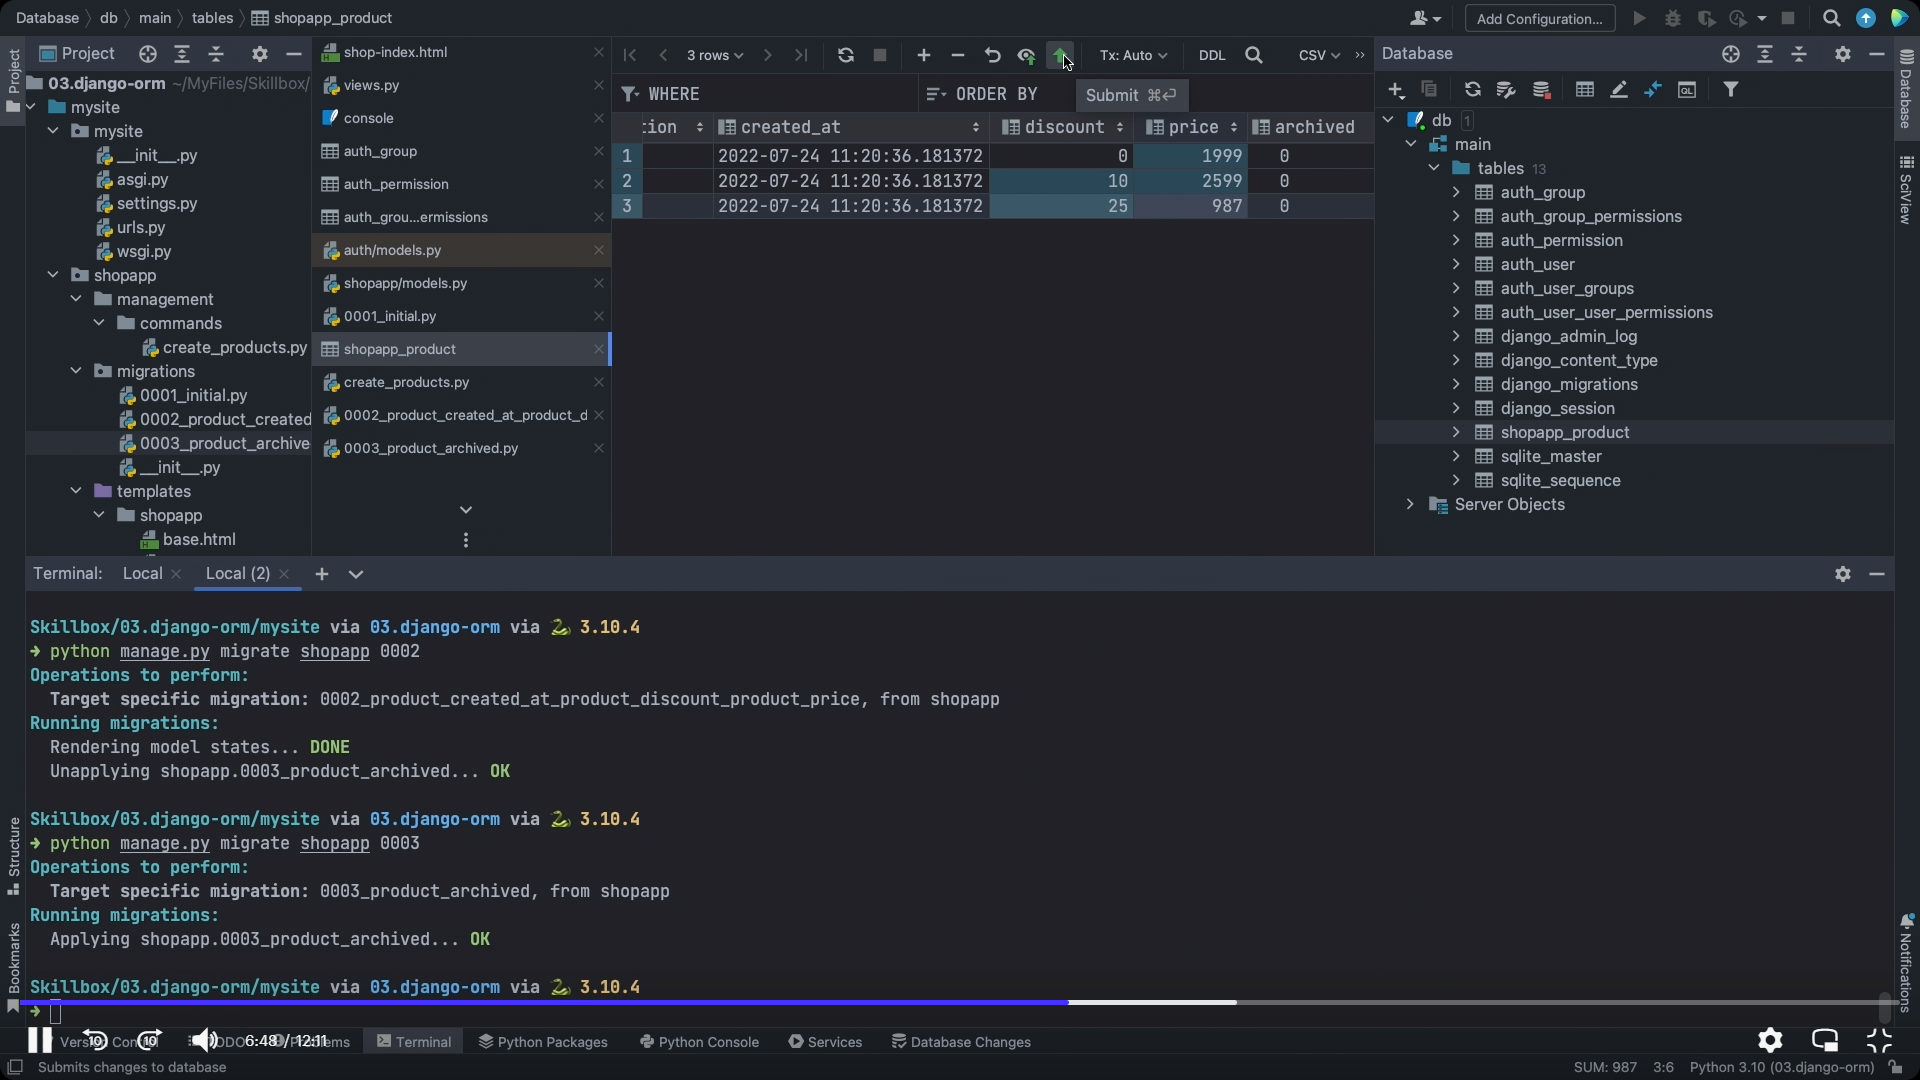 Database 〉 db 〉 main 〉 tables 〉 shopapp_product
Add Configuration...
Project
Project
03.django-orm ~/MyFiles/Skillbox/
mysite
mysite
__init__.py
asgi.py
settings.py
urls.py
wsgi.py
shopapp
management
commands
create_products.py
migrations
0001_initial.py
0002_product_created
0003_product_archive
__init__.py
templates
shopapp
base.html
shop-index.html
views.py
console
auth_group
auth_permission
auth_grou...ermissions
auth/models.py
shopapp/models.py
0001_initial.py
shopapp_product
create_products.py
0002_product_created_at_product_d
0003_product_archived.py
3 rows
Tx: Auto
DDL
CSV
WHERE
ORDER BY
Submit ⌘⏎
tion created_at discount price archived
1 2022-07-24 11:20:36.181372 0 1999 0
2 2022-07-24 11:20:36.181372 10 2599 0
3 2022-07-24 11:20:36.181372 25 987 0
Database
db 1
main
tables 13
auth_group
auth_group_permissions
auth_permission
auth_user
auth_user_groups
auth_user_user_permissions
django_admin_log
django_content_type
django_migrations
django_session
shopapp_product
sqlite_master
sqlite_sequence
Server Objects
Database
SciView
Notifications
Structure
Bookmarks
Terminal: Local Local (2)
Skillbox/03.django-orm/mysite via 03.django-orm via 🐍 3.10.4
➜ python manage.py migrate shopapp 0002
Operations to perform:
Target specific migration: 0002_product_created_at_product_discount_product_price, from shopapp
Running migrations:
Rendering model states... DONE
Unapplying shopapp.0003_product_archived... OK
Skillbox/03.django-orm/mysite via 03.django-orm via 🐍 3.10.4
➜ python manage.py migrate shopapp 0003
Operations to perform:
Target specific migration: 0003_product_archived, from shopapp
Running migrations:
Applying shopapp.0003_product_archived... OK
Skillbox/03.django-orm/mysite via 03.django-orm via 🐍 3.10.4
➜
6:48 / 12:11
Terminal
Python Packages
Python Console
Services
Database Changes
Submits changes to database
SUM: 987 3:6 Python 3.10 (03.django-orm)